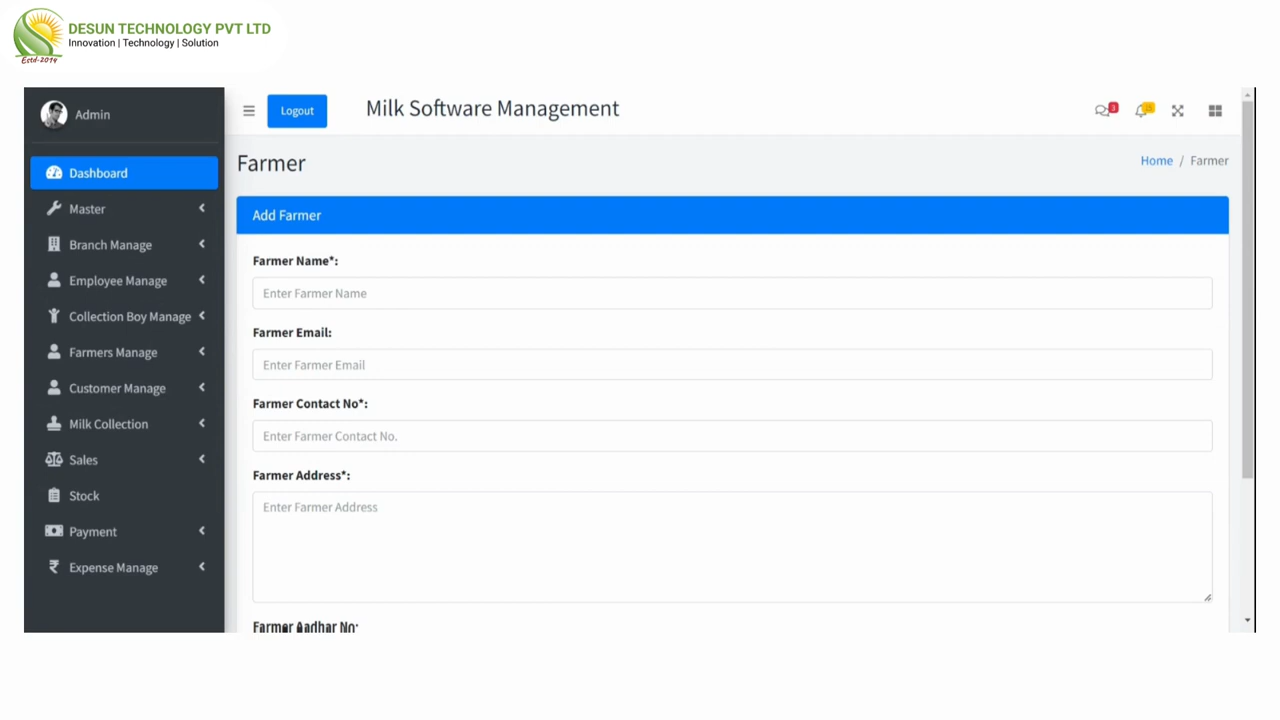 DESUN TECHNOLOGY PVT LTD
Innovation | Technology | Solution
Estd-2014
Admin
Logout
Milk Software Management
3
15
Dashboard
Master
Branch Manage
Employee Manage
Collection Boy Manage
Farmers Manage
Customer Manage
Milk Collection
Sales
Stock
Payment
Expense Manage
Farmer
Home / Farmer
Add Farmer
Farmer Name*:
Enter Farmer Name
Farmer Email:
Enter Farmer Email
Farmer Contact No*:
Enter Farmer Contact No.
Farmer Address*:
Enter Farmer Address
Farmer Aadhar No: